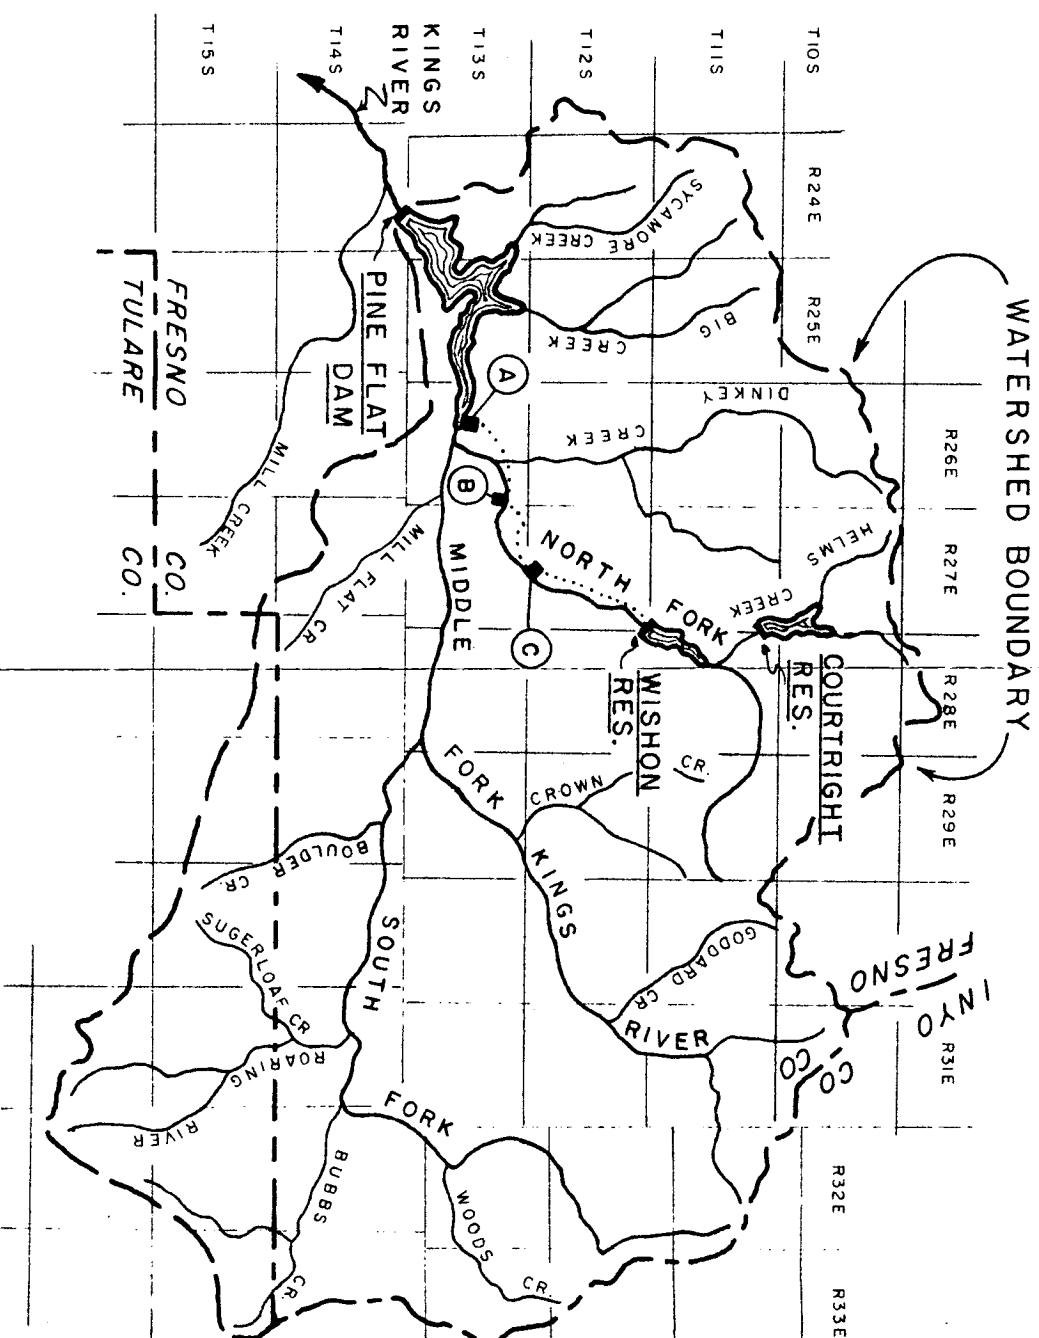 WATERSHED BOUNDARY
T10S
T11S
T12S
T13S
T14S
T15S
R24E
R25E
R26E
R27E
R28E
R29E
R31E
R32E
R33E
KINGS
RIVER
N
SYCAMORE CREEK
BIG
CREEK
DINKEY
CREEK
HELMS
CREEK
COURTRIGHT
RES.
WISHON
RES.
NORTH
FORK
A
B
C
PINE FLAT
DAM
MILL CREEK
MILL FLAT CR.
FRESNO CO.
TULARE CO.
MIDDLE
FORK
KINGS
RIVER
CROWN
CR.
GODDARD
CR
FRESNO
CO
INYO
CO
SOUTH
FORK
BOULDER
CR.
SUGERLOAF CR
ROARING
RIVER
BUBBS
CR.
WOODS
CR.